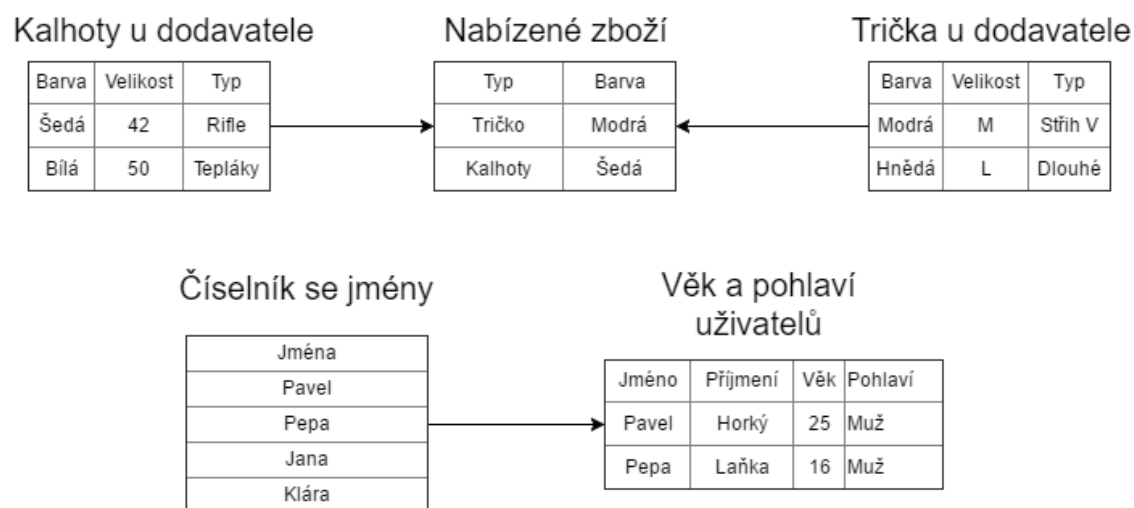 Kalhoty u dodavatele
Barva Velikost Typ
Šedá 42 Rifle
Bílá 50 Tepláky
Nabízené zboží
Typ Barva
Tričko Modrá
Kalhoty Šedá
Trička u dodavatele
Barva Velikost Typ
Modrá M Střih V
Hnědá L Dlouhé
Číselník se jmény
Jména
Pavel
Pepa
Jana
Klára
Věk a pohlaví
uživatelů
Jméno Příjmení Věk Pohlaví
Pavel Horký 25 Muž
Pepa Laňka 16 Muž